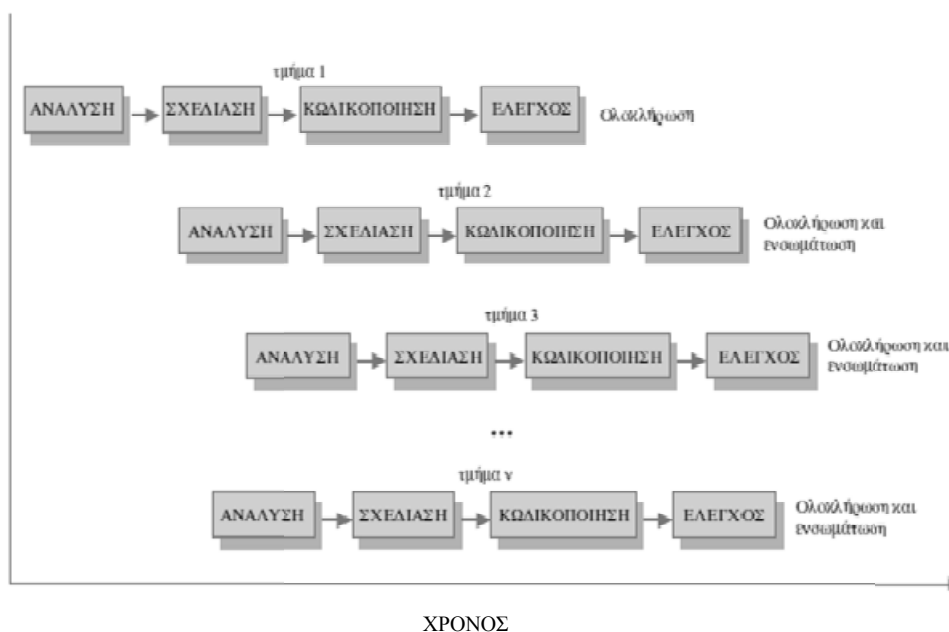 τμήμα 1
ΑΝΑΛΥΣΗ ΣΧΕΔΙΑΣΗ ΚΩΔΙΚΟΠΟΙΗΣΗ ΕΛΕΓΧΟΣ Ολοκλήρωση
τμήμα 2
ΑΝΑΛΥΣΗ ΣΧΕΔΙΑΣΗ ΚΩΔΙΚΟΠΟΙΗΣΗ ΕΛΕΓΧΟΣ Ολοκλήρωση και
ενσωμάτωση
τμήμα 3
ΑΝΑΛΥΣΗ ΣΧΕΔΙΑΣΗ ΚΩΔΙΚΟΠΟΙΗΣΗ ΕΛΕΓΧΟΣ Ολοκλήρωση και
ενσωμάτωση
...
τμήμα ν
ΑΝΑΛΥΣΗ ΣΧΕΔΙΑΣΗ ΚΩΔΙΚΟΠΟΙΗΣΗ ΕΛΕΓΧΟΣ Ολοκλήρωση και
ενσωμάτωση
ΧΡΟΝΟΣ